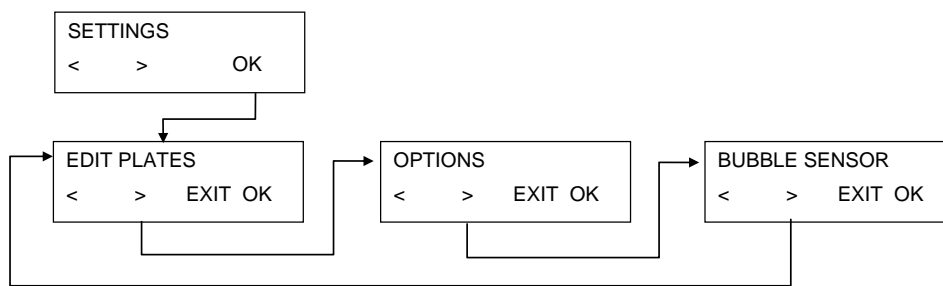 SETTINGS
< > OK
EDIT PLATES
< > EXIT OK
OPTIONS
< > EXIT OK
BUBBLE SENSOR
< > EXIT OK